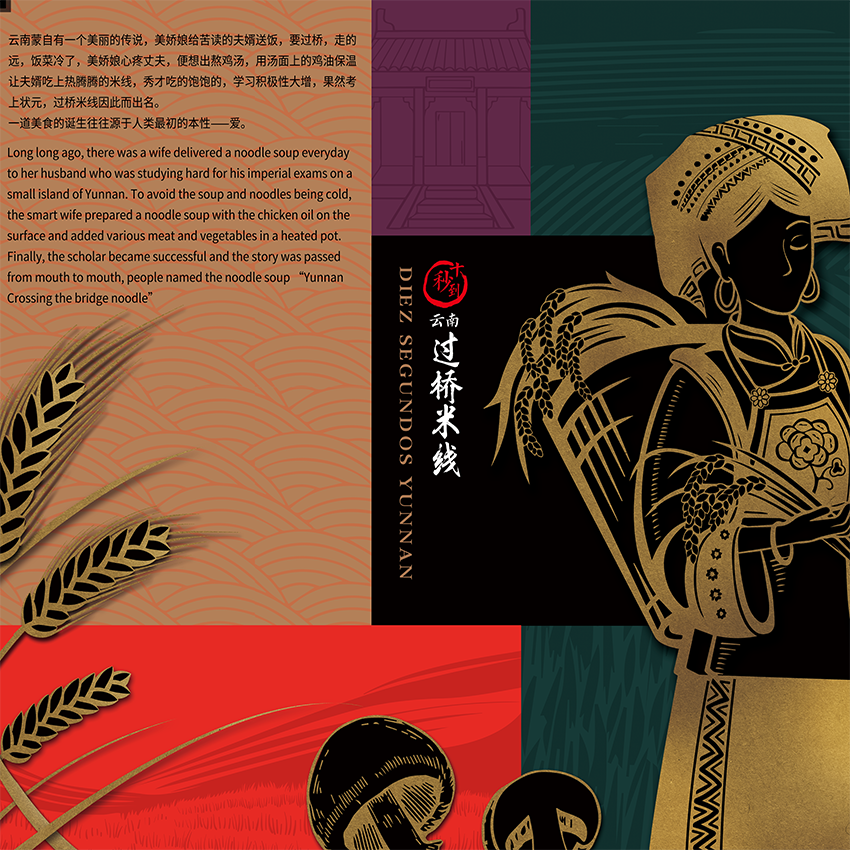 云南蒙自有一个美丽的传说，美娇娘给苦读的夫婿送饭，要过桥，走的
远，饭菜冷了，美娇娘心疼丈夫，便想出熬鸡汤，用汤面上的鸡油保温
让夫婿吃上热腾腾的米线，秀才吃的饱饱的，学习积极性大增，果然考
上状元，过桥米线因此而出名。
一道美食的诞生往往源于人类最初的本性——爱。
Long long ago, there was a wife delivered a noodle soup everyday
to her husband who was studying hard for his imperial exams on a
small island of Yunnan. To avoid the soup and noodles being cold,
the smart wife prepared a noodle soup with the chicken oil on the
surface and added various meat and vegetables in a heated pot.
Finally, the scholar became successful and the story was passed
from mouth to mouth, people named the noodle soup “Yunnan
Crossing the bridge noodle”
十秒到
云南
过桥米线
DIEZ SEGUNDOS YUNNAN